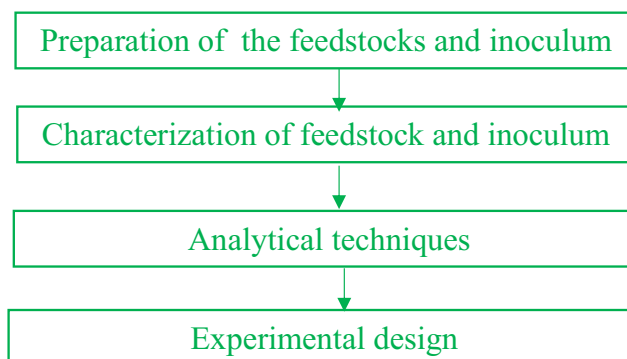 Preparation of the feedstocks and inoculum
Characterization of feedstock and inoculum
Analytical techniques
Experimental design